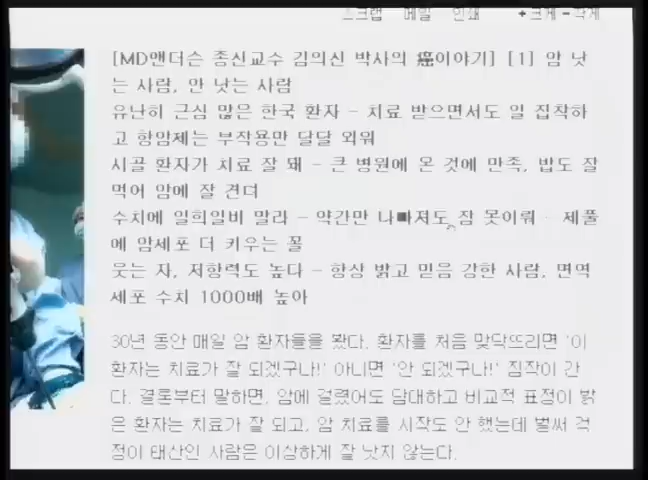 스크랩 메일 인쇄 + 크게 - 작게
[MD앤더슨 종신교수 김의신 박사의 癌이야기] [1] 암 낫
는 사람, 안 낫는 사람
유난히 근심 많은 한국 환자 - 치료 받으면서도 일 집착하
고 항암제는 부작용만 달달 외워
시골 환자가 치료 잘 돼 - 큰 병원에 온 것에 만족, 밥도 잘
먹어 암에 잘 견뎌
수치에 일희일비 말라 - 약간만 나빠져도 잠 못이뤄 - 제풀
에 암세포 더 키우는 꼴
웃는 자, 저항력도 높다 - 항상 밝고 믿음 강한 사람, 면역
세포 수치 1000배 높아
30년 동안 매일 암 환자들을 봤다. 환자를 처음 맞닥뜨리면 '이
환자는 치료가 잘 되겠구나!' 아니면 '안 되겠구나!' 짐작이 간
다. 결론부터 말하면, 암에 걸렸어도 담대하고 비교적 표정이 밝
은 환자는 치료가 잘 되고, 암 치료를 시작도 안 했는데 벌써 걱
정이 태산인 사람은 이상하게 잘 낫지 않는다.